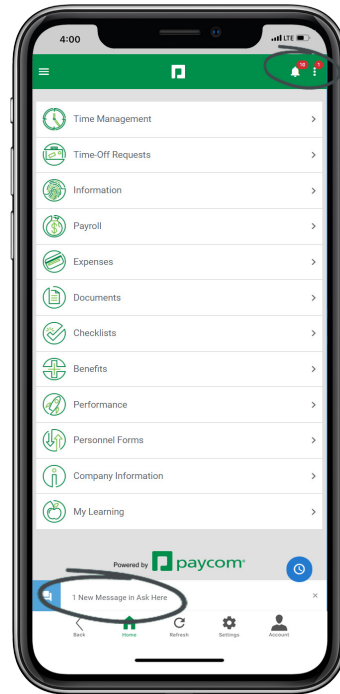 4:00
LTE
10
1
Time Management
Time-Off Requests
Information
Payroll
Expenses
Documents
Checklists
Benefits
Performance
Personnel Forms
Company Information
My Learning
Powered by paycom
1 New Message in Ask Here
Back Home Refresh Settings Account